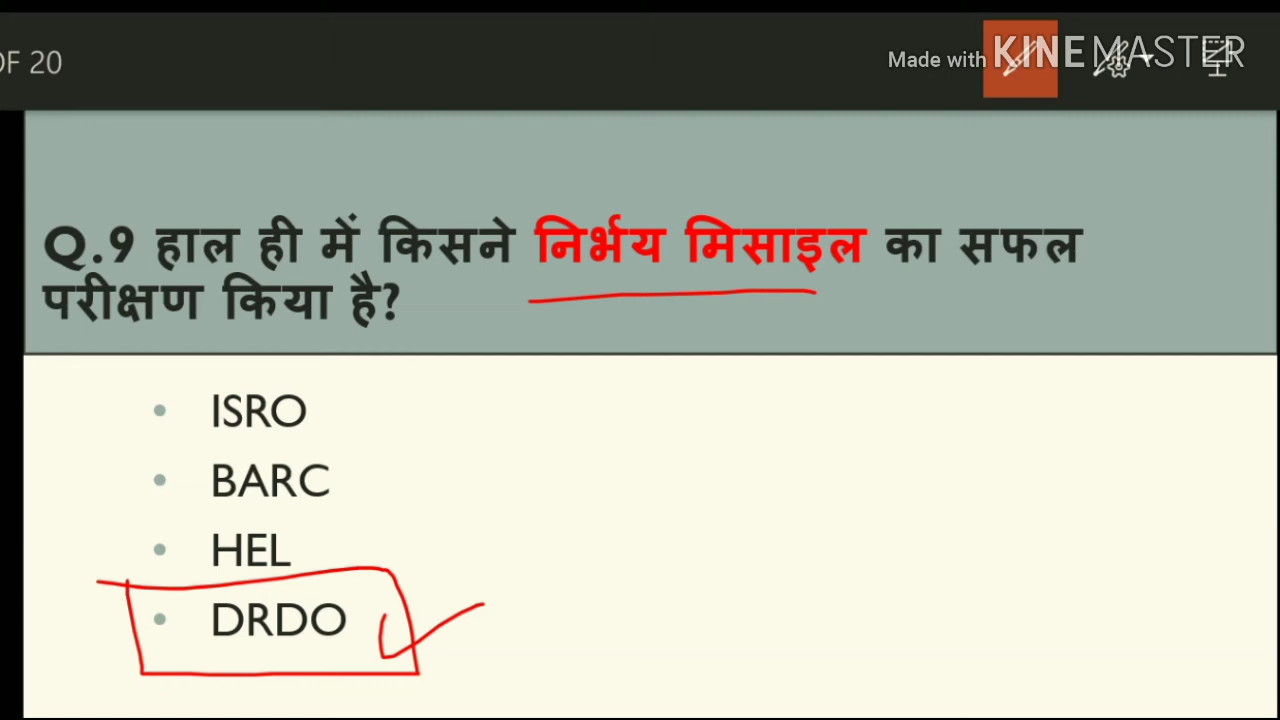 OF 20
Made with KINEMASTER
Q.9 हाल ही में किसने निर्भय मिसाइल का सफल
परीक्षण किया है?
• ISRO
• BARC
• HEL
• DRDO